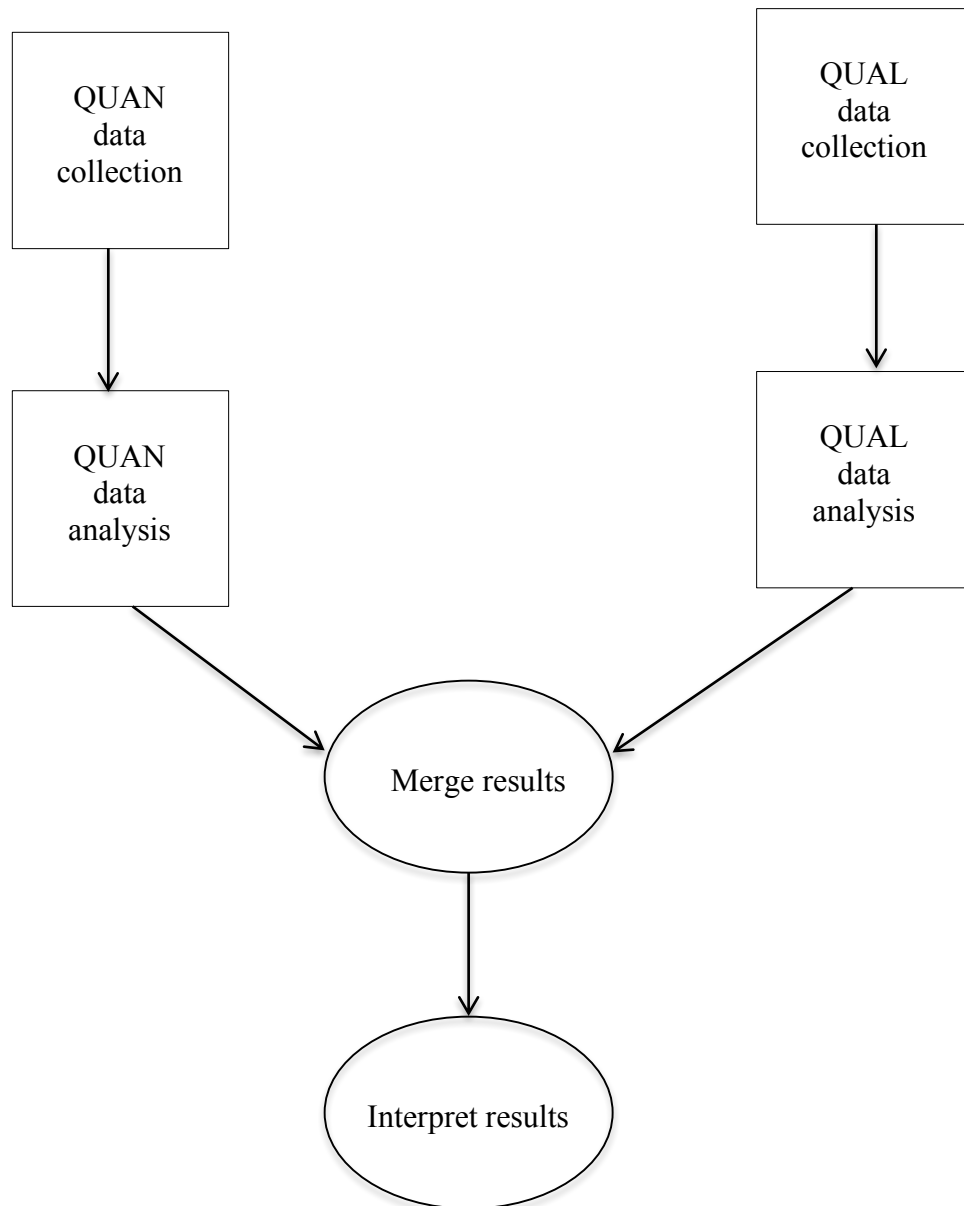 QUAN
data
collection
QUAL
data
collection
QUAN
data
analysis
QUAL
data
analysis
Merge results
Interpret results